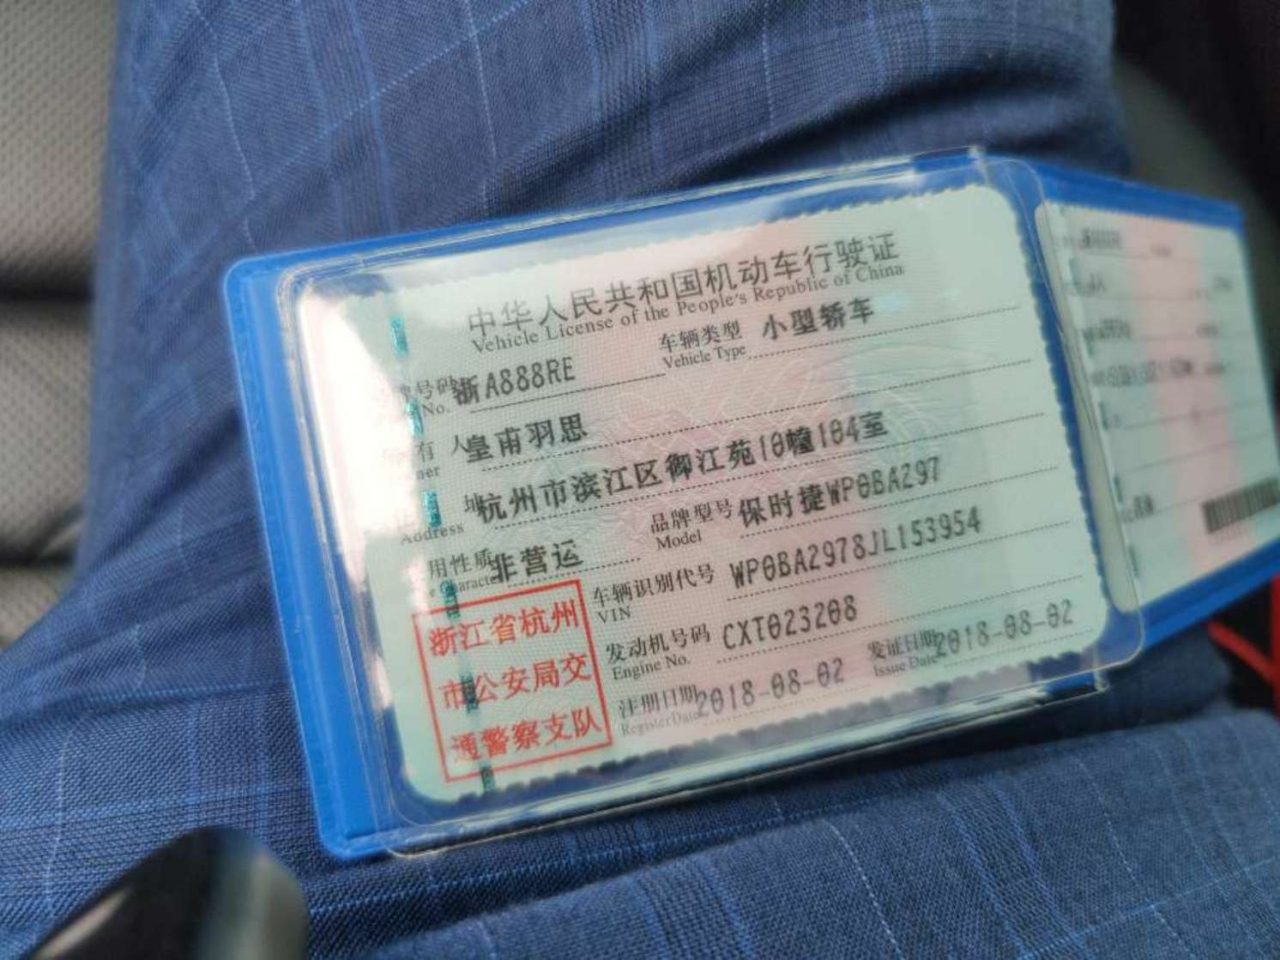 中华人民共和国机动车行驶证
Vehicle License of the People's Republic of China
号码 浙A888RE 车辆类型 小型轿车
No. Vehicle Type
有人 皇甫羽思
ner
址 杭州市滨江区御江苑10幢104室
Address
用性质 非营运 品牌型号 保时捷WP0BA297
e Character Model
车辆识别代号 WP0BA2978JL153954
VIN
发动机号码 CXT023208
Engine No.
注册日期 2018-08-02 发证日期 2018-08-02
Register Date Issue Date
浙江省杭州
市公安局交
通警察支队